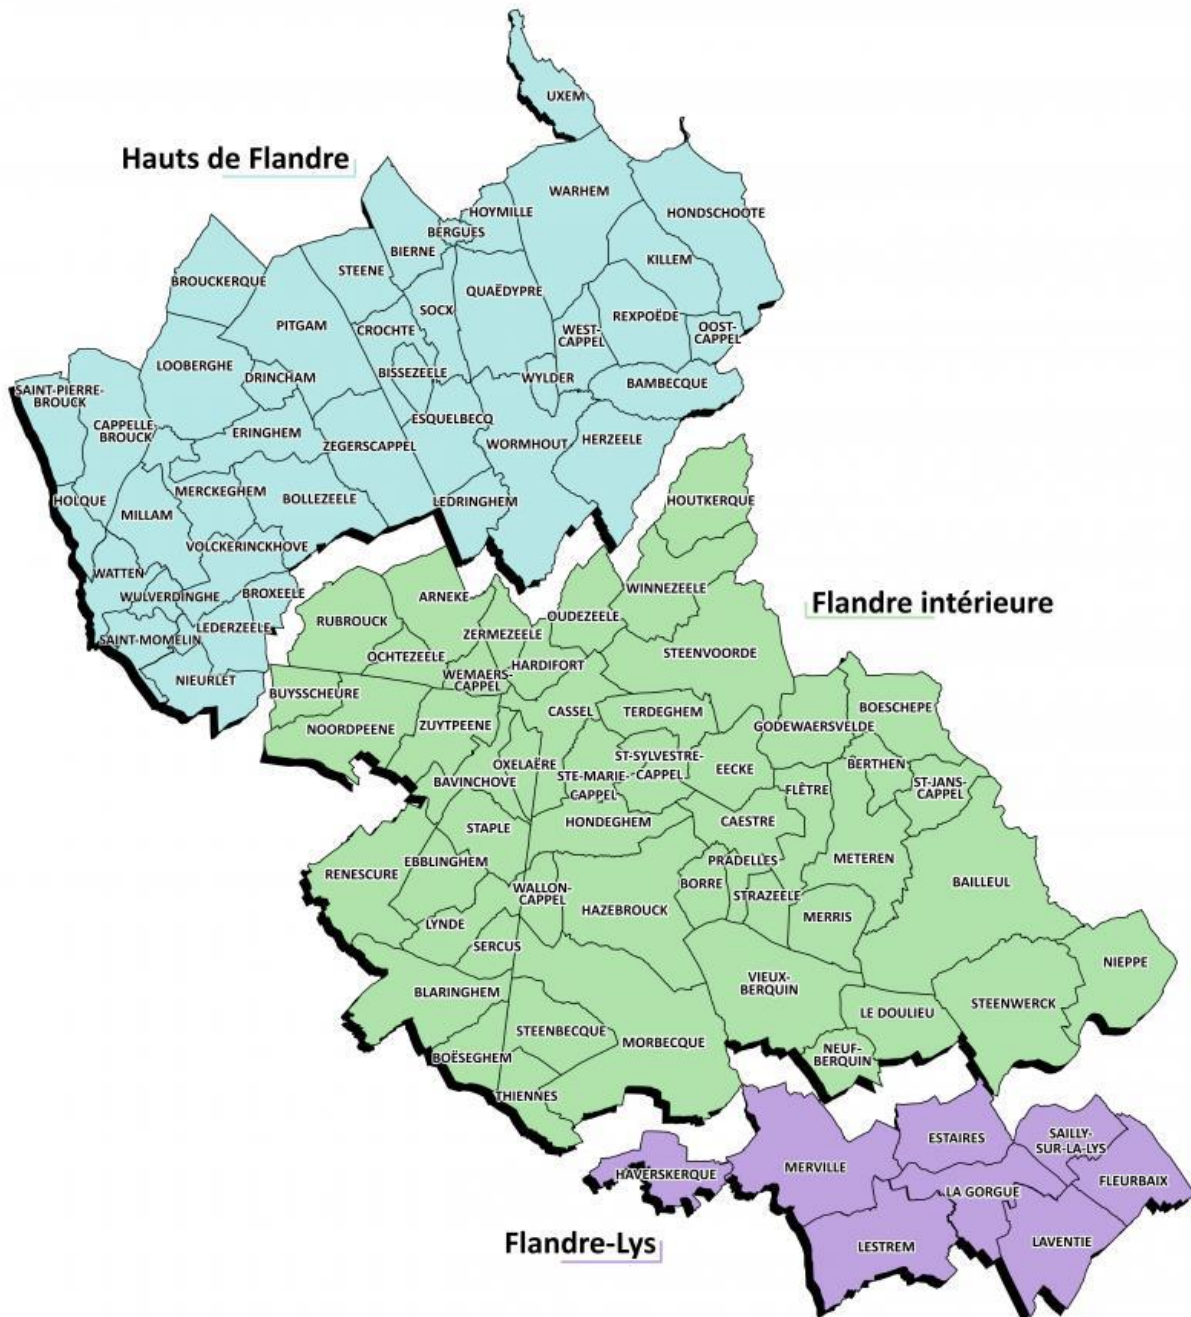 UXEM
Hauts de Flandre
WARHEM
HOYMILLE
HONDSCHOOTE
BERGUES
BIERNE
KILLEM
STEENE
BROUCKERQUE
QUAËDYPRE
SOCX
REXPOËDE
PITGAM
CROCHTE
WEST-
CAPPEL
OOST-
CAPPEL
LOOBERGHE
DRINCHAM
BISSEZEELE
WYLDER
BAMBECQUE
SAINT-PIERRE-
BROUCK
CAPPELLE
BROUCK
ESQUELBECQ
ERINGHEM
ZEGERSCAPPEL
WORMHOUT
HERZEELE
MERCKEGHEM
BOLLEZEELE
HOLQUE
LEDRINGHEM
HOUTKERQUE
MILLAM
VOLCKERINCKHOVE
WATTEN
WULVERDINGHE
BROXEELE
ARNEKE
WINNEZEELE
Flandre intérieure
OUDEZEELE
RUBROUCK
LEDERZEELE
SAINT-MOMELIN
ZERMEZEELE
OCHTEZEELE
HARDIFORT
STEENVOORDE
NIEURLET
WEMAERS-
CAPPEL
BUYSSCHEURE
BOESCHEPE
CASSEL
TERDEGHEM
NOORDPEENE
ZUYTPEENE
GODEWAERSVELDE
ST-SYLVESTRE-
CAPPEL
OXELAËRE
EECKE
BERTHEN
STE-MARIE-
CAPPEL
BAVINCHOVE
FLÊTRE
ST-JANS-
CAPPEL
STAPLE
HONDEGHEM
CAESTRE
EBBLINGHEM
PRADELLES
METEREN
RENESCURE
WALLON-
CAPPEL
BORRE
BAILLEUL
STRAZEELE
HAZEBROUCK
MERRIS
LYNDE
SERCUS
NIEPPE
VIEUX-
BERQUIN
BLARINGHEM
STEENWERCK
LE DOULIEU
STEENBECQUE
MORBECQUE
NEUF-
BERQUIN
BOËSEGHEM
THIENNES
ESTAIRES
SAILLY-
SUR-LA-LYS
MERVILLE
HAVERSKERQUE
FLEURBAIX
LA GORGUE
Flandre-Lys
LESTREM
LAVENTIE